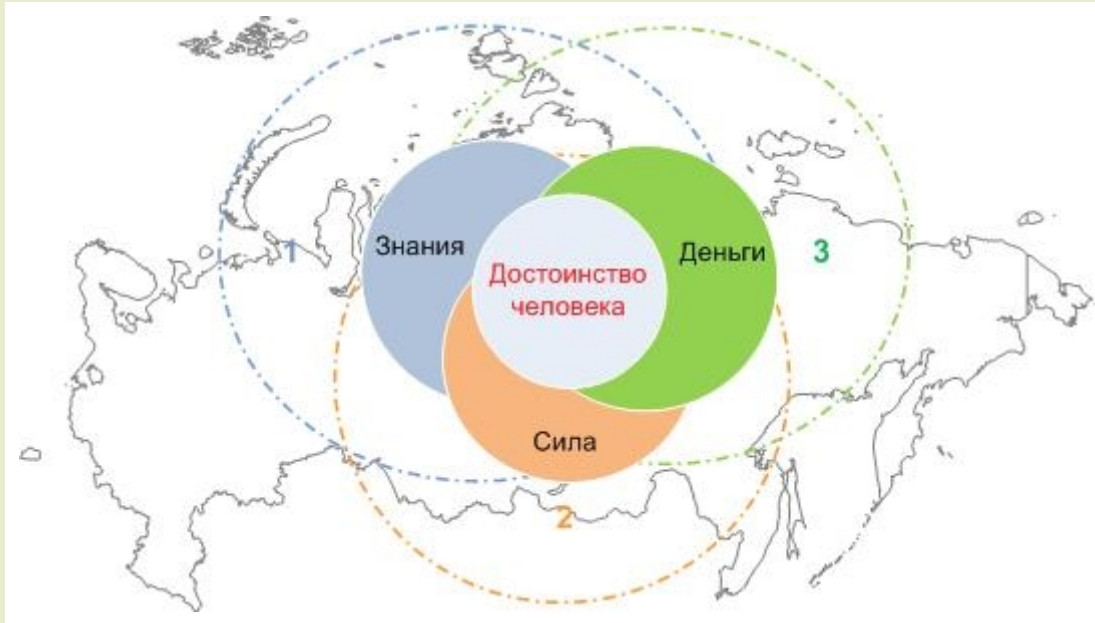 1
Знания
Достоинство
человека
Деньги
3
Сила
2